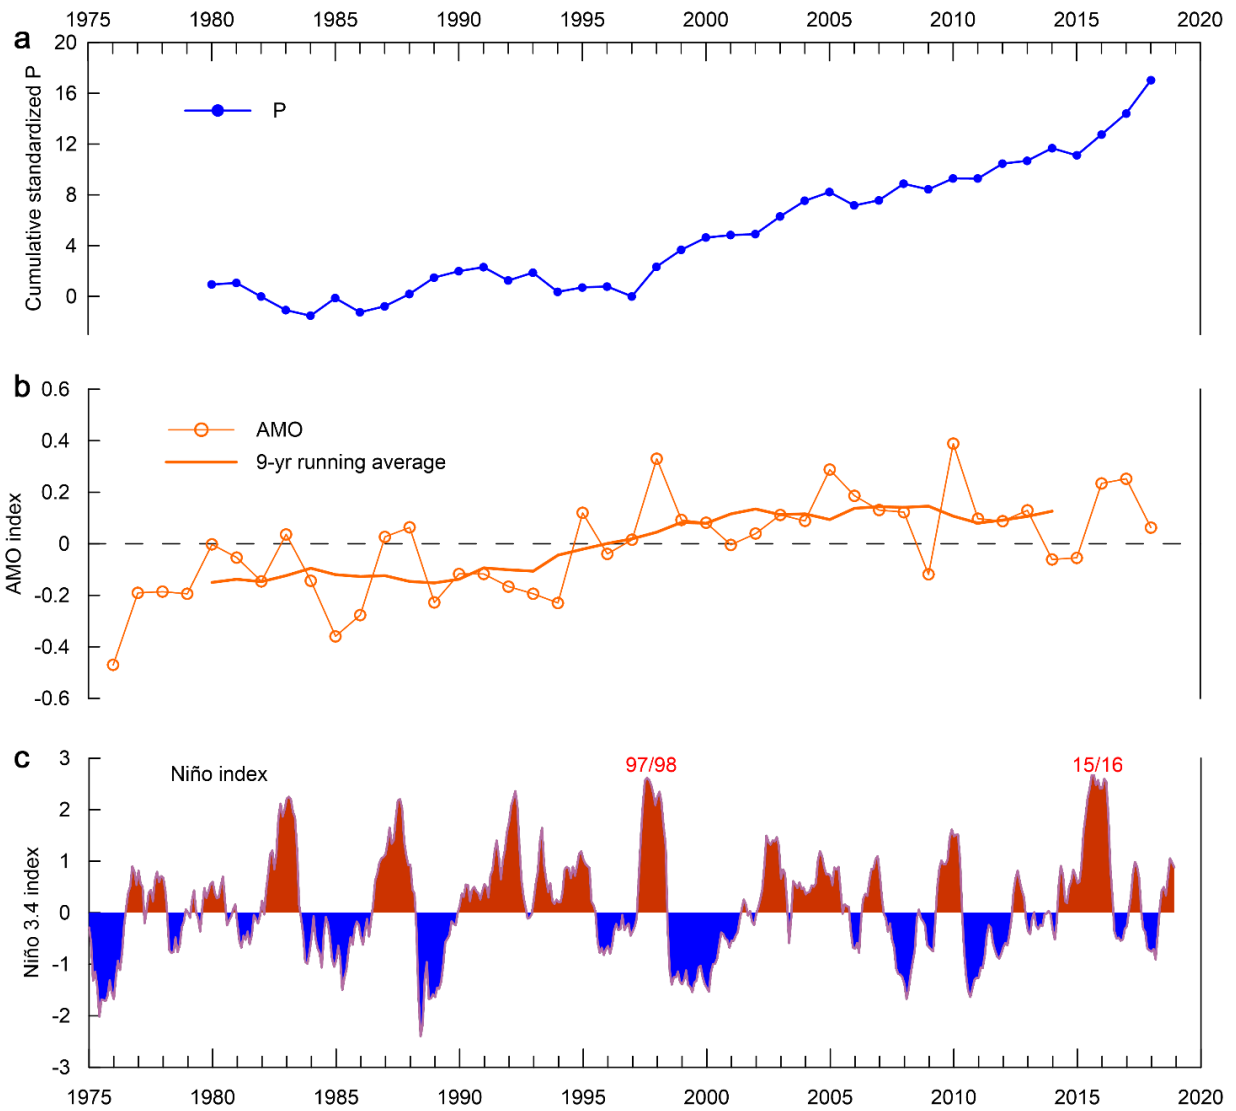 1975 1980 1985 1990 1995 2000 2005 2010 2015 2020
a
20
16
12
8
4
0
Cumulative standardized P
P
b
0.6
0.4
0.2
0
-0.2
-0.4
-0.6
AMO index
AMO
9-yr running average
c
3
2
1
0
-1
-2
-3
Niño 3.4 index
Niño index
97/98
15/16
1975 1980 1985 1990 1995 2000 2005 2010 2015 2020